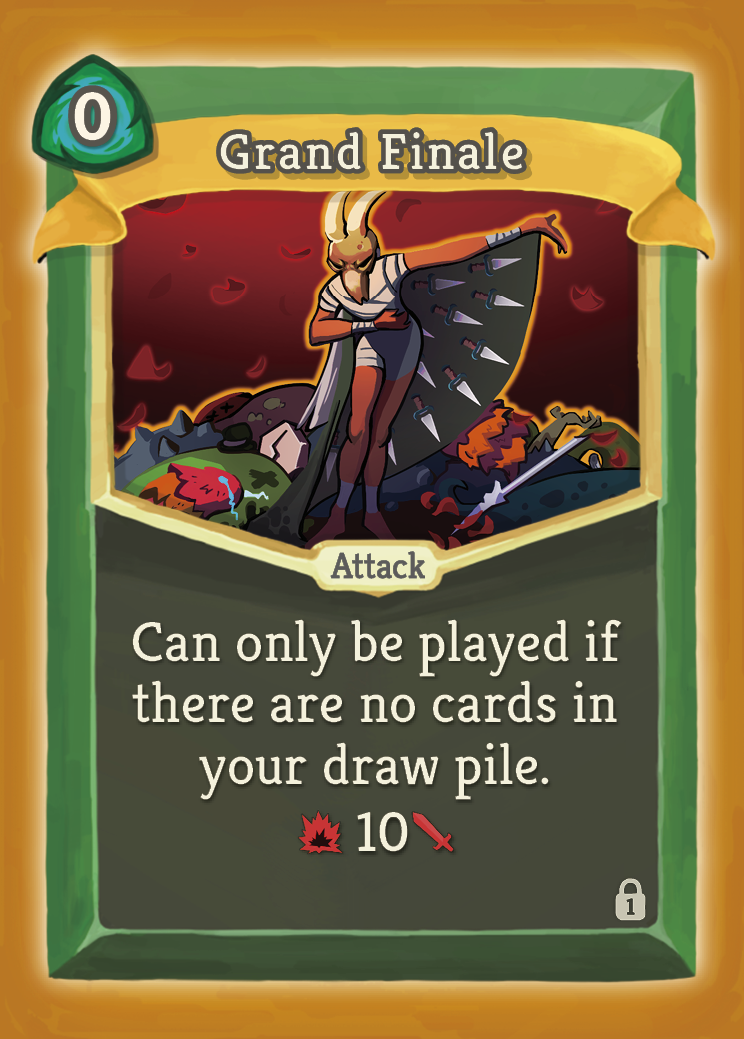 0
Grand Finale
Attack
Can only be played if
there are no cards in
your draw pile.
10
1